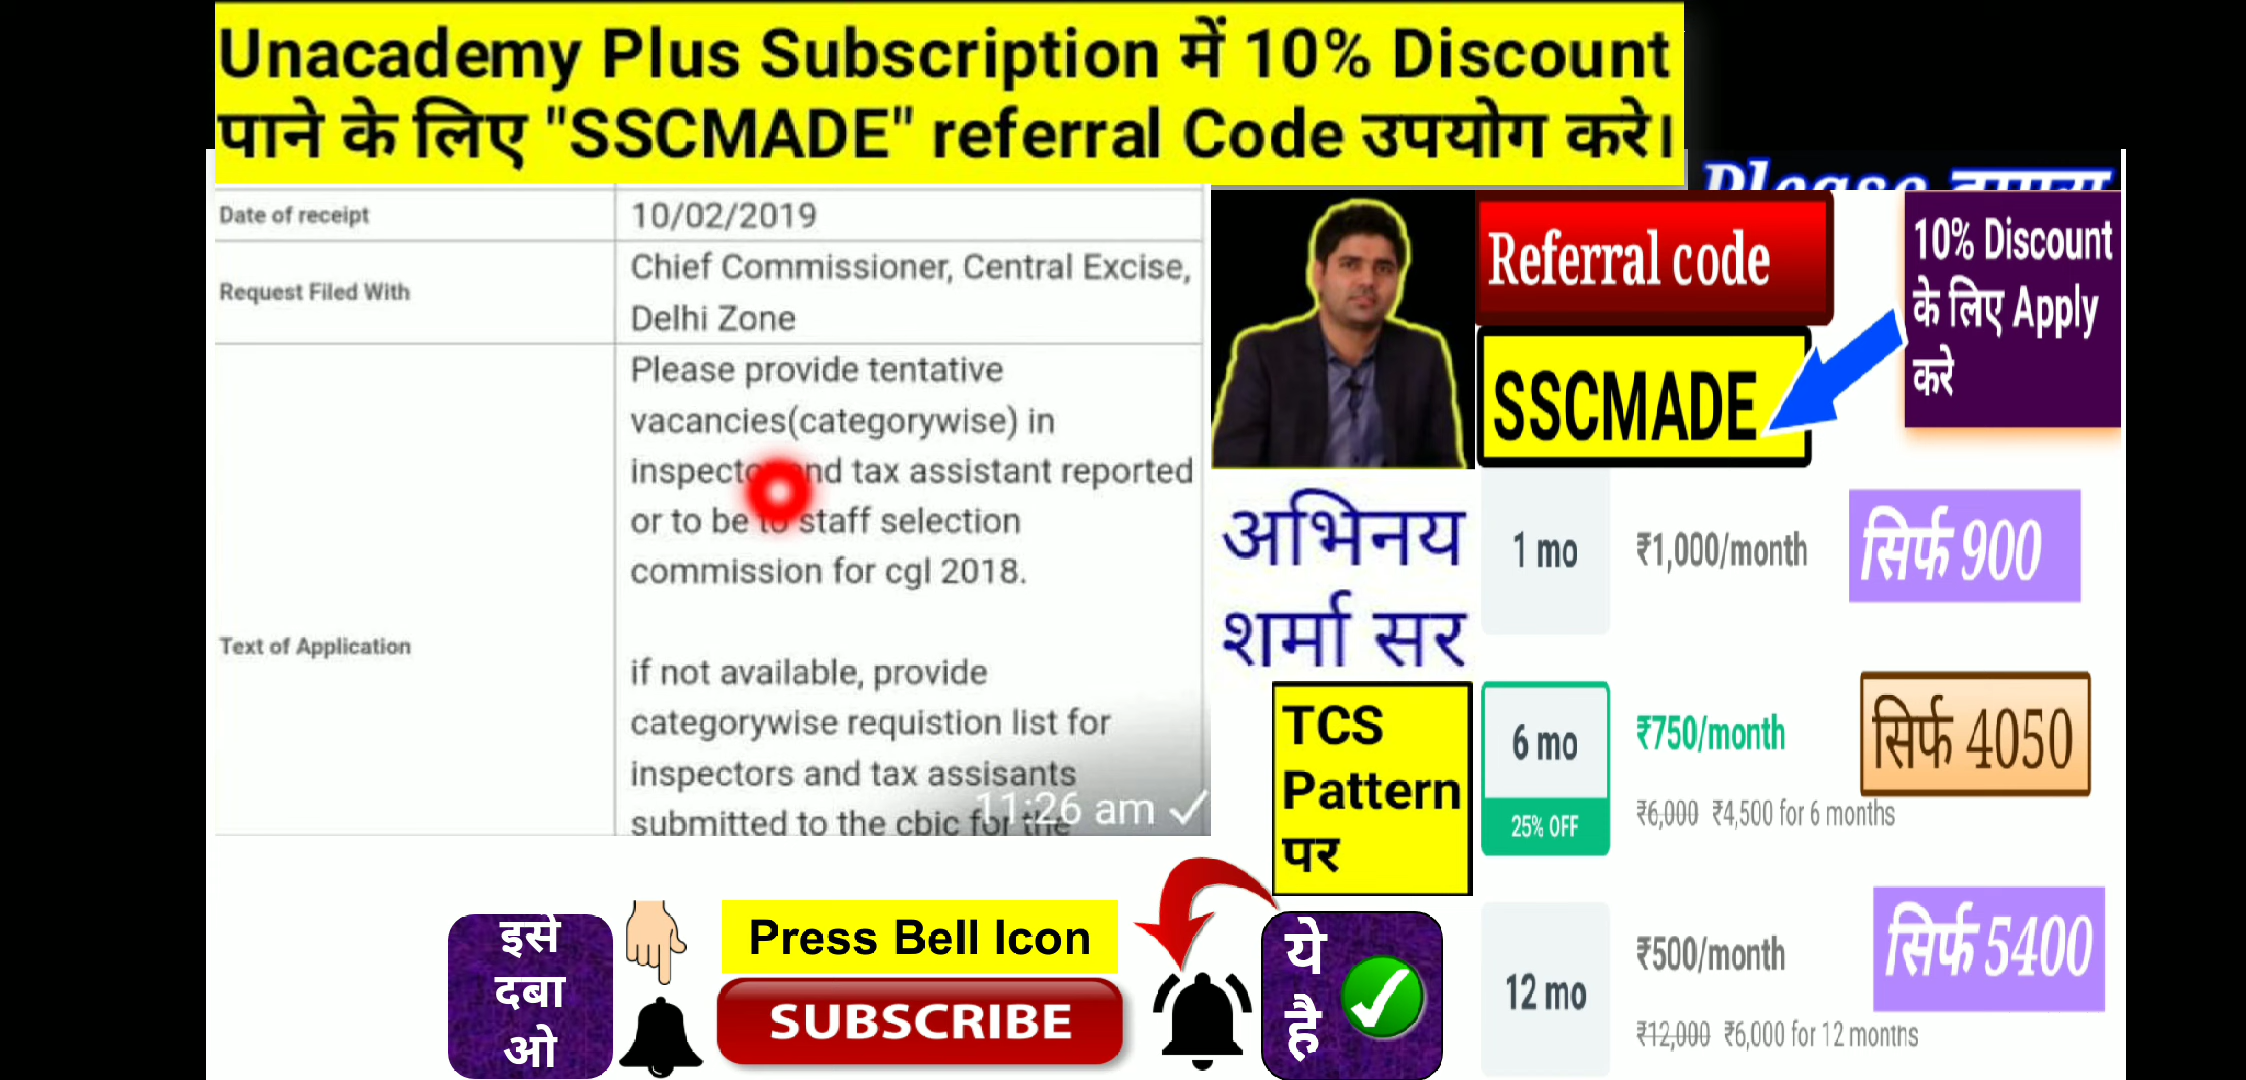 Unacademy Plus Subscription में 10% Discount
पाने के लिए "SSCMADE" referral Code उपयोग करे।
Please
Date of receipt
10/02/2019
Request Filed With
Chief Commissioner, Central Excise,
Delhi Zone
Text of Application
Please provide tentative
vacancies(categorywise) in
nd tax assistant reported
or to be to staff selection
commission for cgl 2018.
if not available, provide
categorywise requistion list for
inspectors and tax assisants
submitted to the cbic for the
11:26 am
Referral code
SSCMADE
10% Discount
के लिए Apply
करे
अभिनय
शर्मा सर
TCS
Pattern
पर
1 mo
₹1,000/month
सिर्फ 900
6 mo
25% OFF
₹750/month
₹6,000 ₹4,500 for 6 months
सिर्फ 4050
12 mo
₹500/month
₹12,000 ₹6,000 for 12 months
सिर्फ 5400
इसे
दबा
ओ
Press Bell Icon
SUBSCRIBE
ये
है